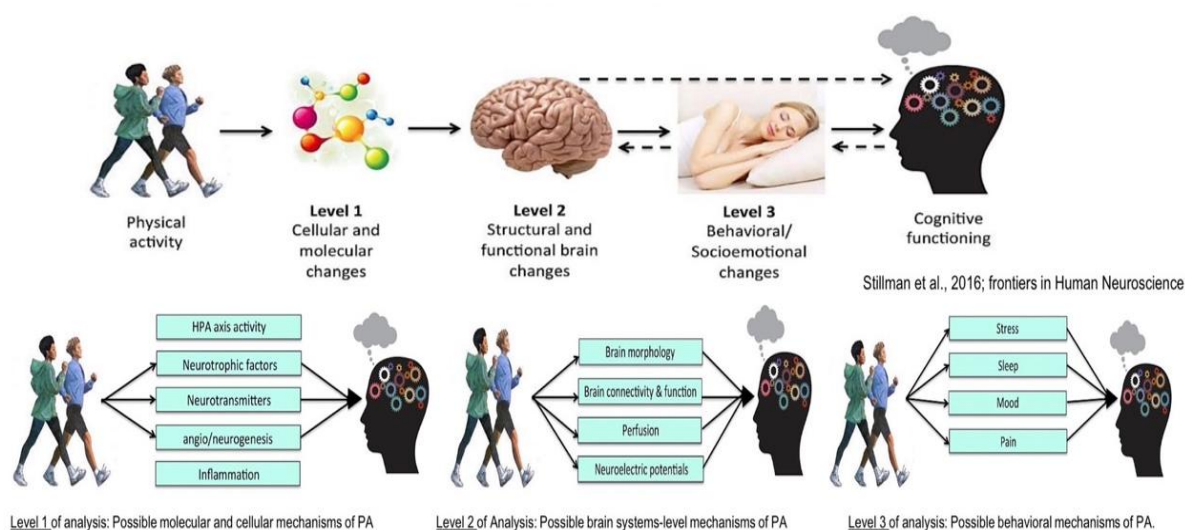 Physical
activity
Level 1
Cellular and
molecular
changes
Level 2
Structural and
functional brain
changes
Level 3
Behavioral/
Socioemotional
changes
Cognitive
functioning
Stillman et al., 2016; frontiers in Human Neuroscience
HPA axis activity
Neurotrophic factors
Neurotransmitters
angio/neurogenesis
Inflammation
Level 1 of analysis: Possible molecular and cellular mechanisms of PA
Brain morphology
Brain connectivity & function
Perfusion
Neuroelectric potentials
Level 2 of Analysis: Possible brain systems-level mechanisms of PA
Stress
Sleep
Mood
Pain
Level 3 of analysis: Possible behavioral mechanisms of PA